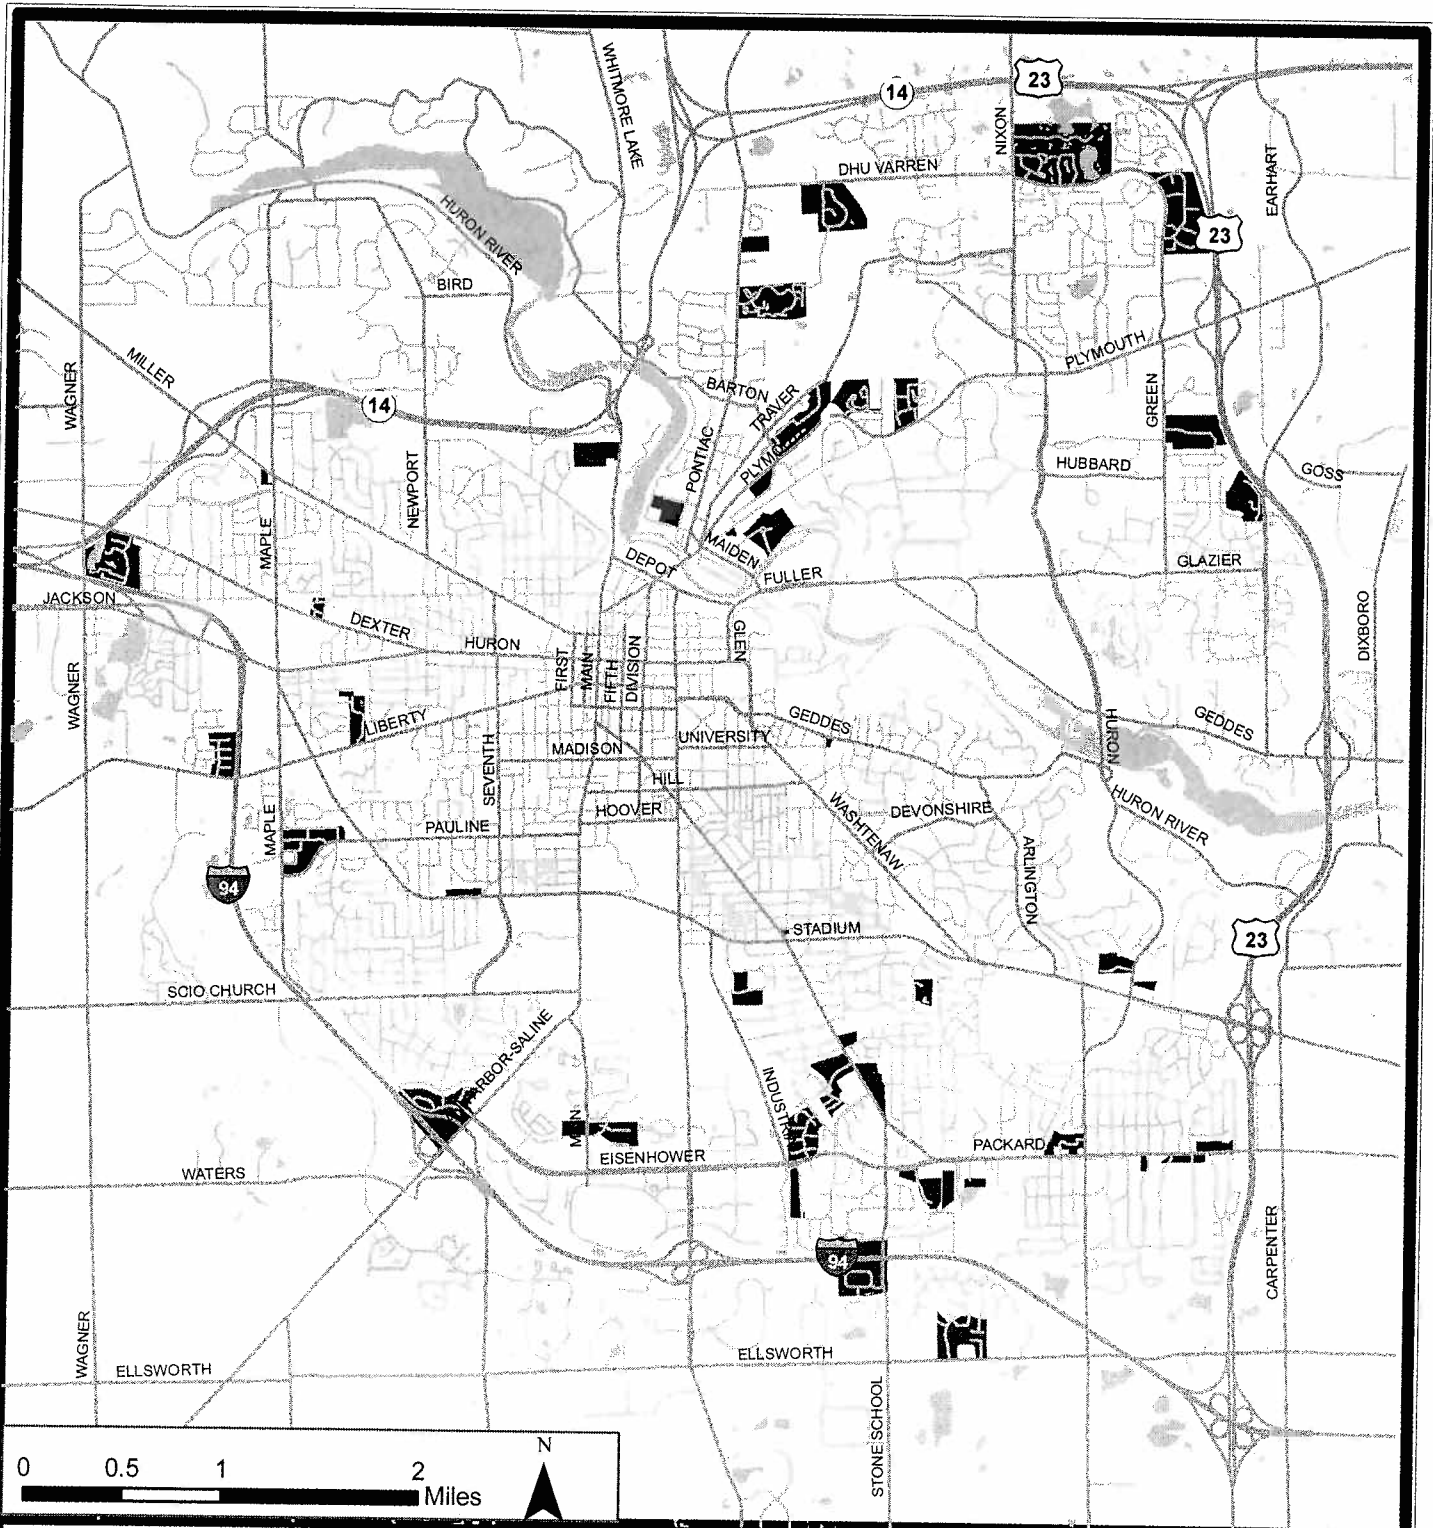 WHITMORE LAKE
14
23
NIXON
EARHART
DHU VARREN
HURON RIVER
23
BIRD
MILLER
WAGNER
14
PLYMOUTH
BARTON
TRAVER
GREEN
PONTIAC
PLYMO
NEWPORT
HUBBARD
GOSS
MAPLE
MAIDEN
DEPOT
FULLER
GLAZIER
JACKSON
DEXTER
HURON
DIXBORO
GLEN
WAGNER
FIRST
MAIN
FIFTH
DIVISION
LIBERTY
GEDDES
GEDDES
UNIVERSITY
MADISON
HURON
SEVENTH
HILL
HURON RIVER
HOOVER
DEVONSHIRE
WASHTENAW
MAPLE
PAULINE
ARLINGTON
94
STADIUM
23
SCIO CHURCH
RBOR-SALINE
INDUSTR
MAIN
PACKARD
EISENHOWER
WATERS
94
CARPENTER
WAGNER
ELLSWORTH
ELLSWORTH
STONE SCHOOL
N
0 0.5 1 2
Miles